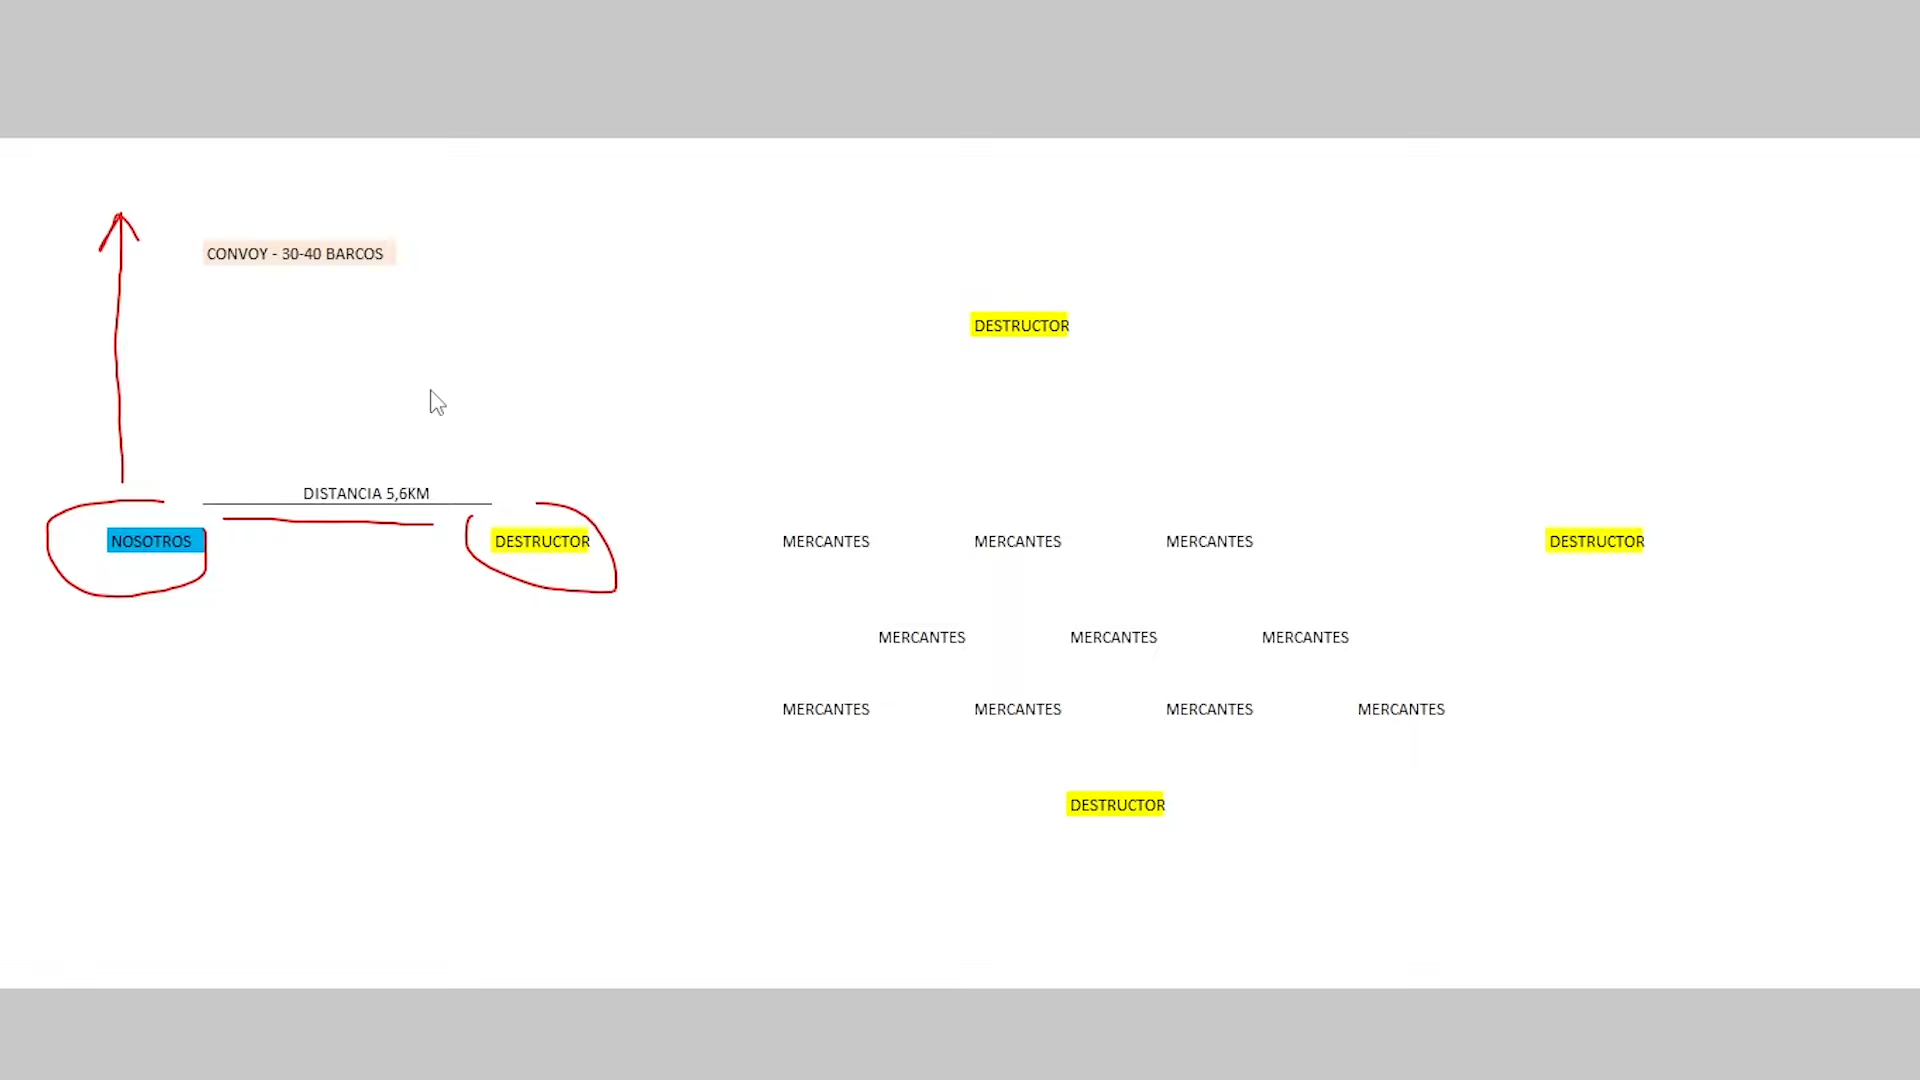 CONVOY - 30-40 BARCOS
DESTRUCTOR
DISTANCIA 5,6KM
NOSOTROS DESTRUCTOR MERCANTES MERCANTES MERCANTES DESTRUCTOR
MERCANTES MERCANTES MERCANTES
MERCANTES MERCANTES MERCANTES MERCANTES
DESTRUCTOR